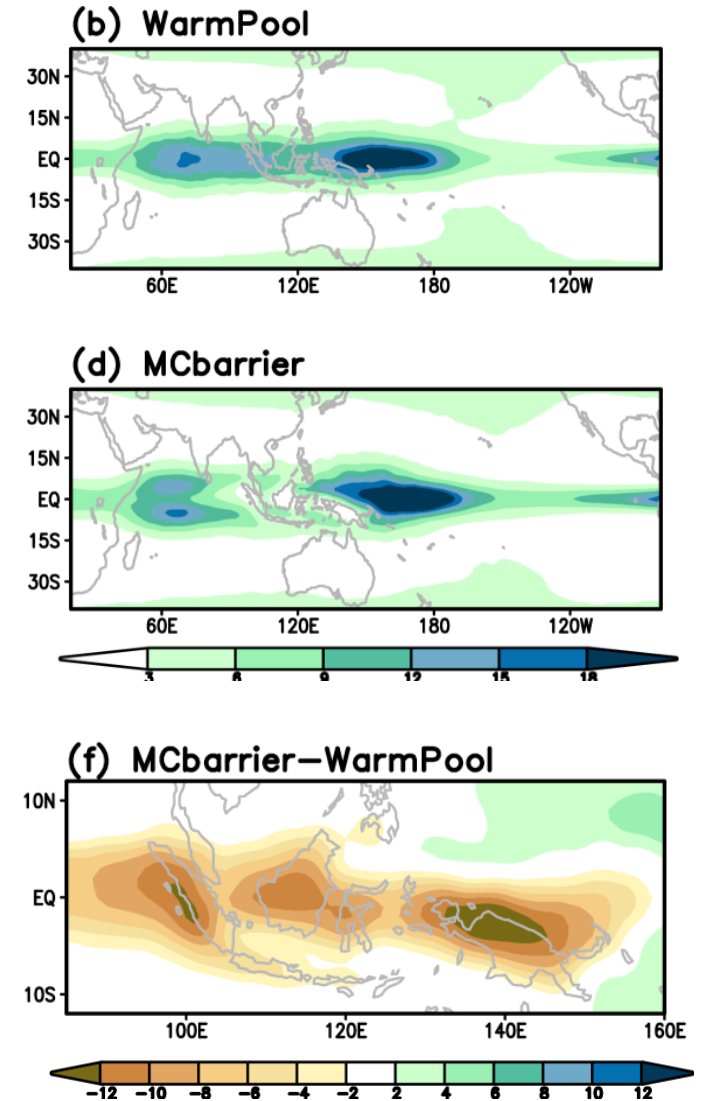 (b) WarmPool
30N
15N
EQ
15S
30S
60E 120E 180 120W
(d) MCbarrier
30N
15N
EQ
15S
30S
60E 120E 180 120W
3 6 9 12 15 18
(f) MCbarrier−WarmPool
10N
EQ
10S
100E 120E 140E 160E
−12 −10 −8 −6 −4 −2 2 4 6 8 10 12